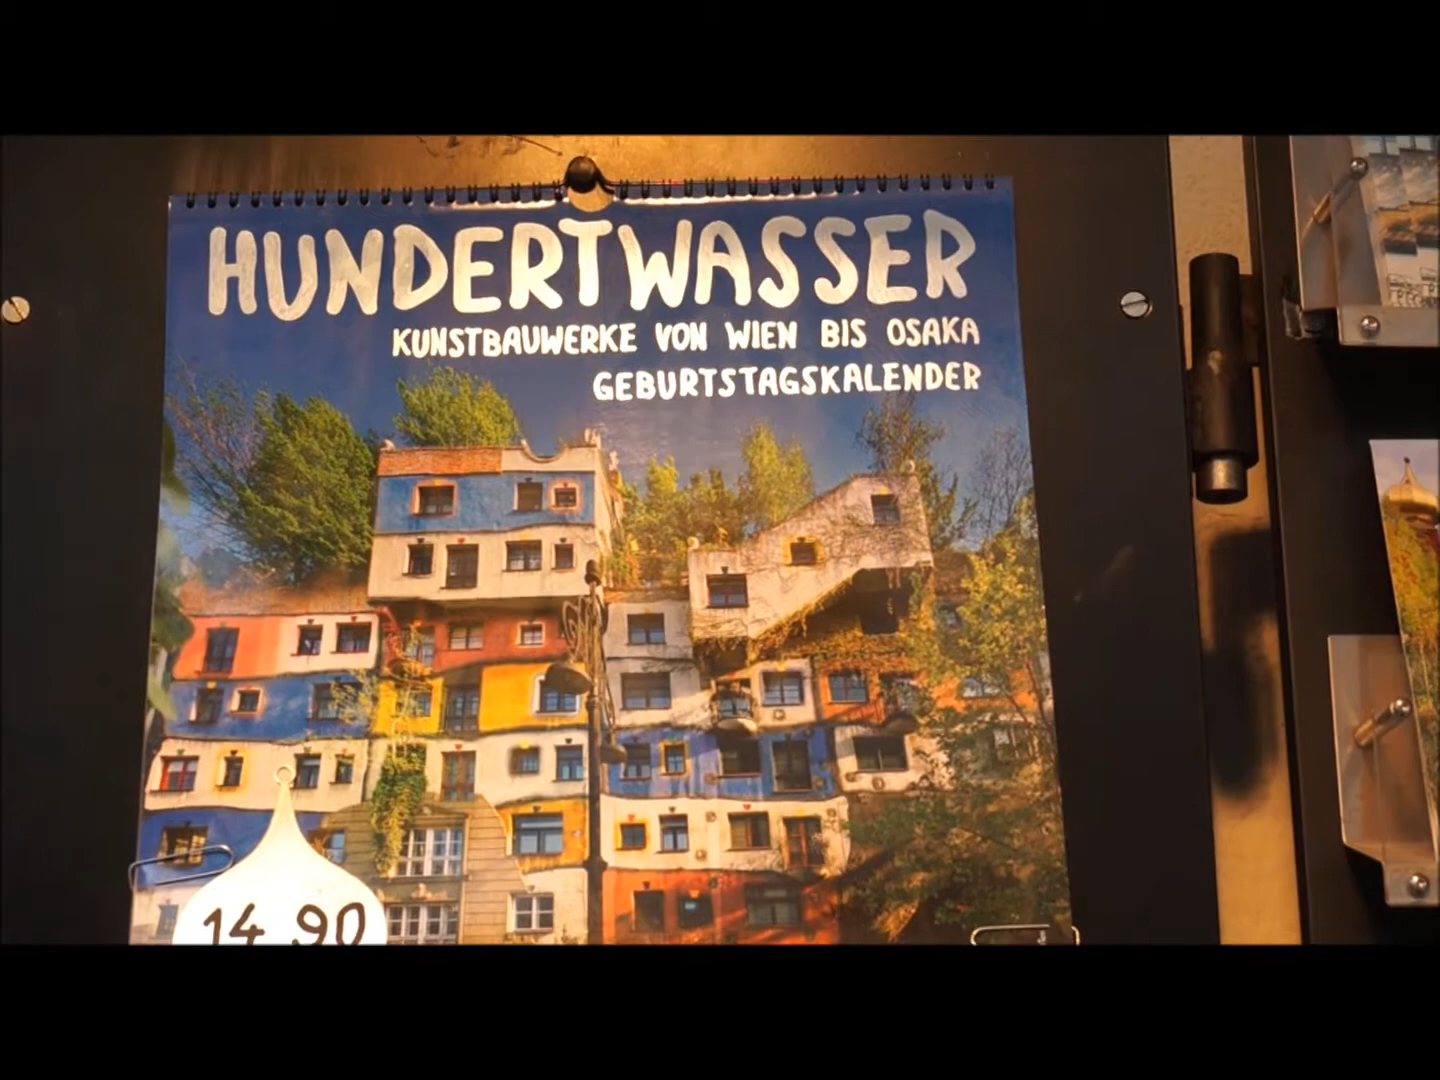 HUNDERTWASSER
KUNSTBAUWERKE VON WIEN BIS OSAKA
GEBURTSTAGSKALENDER
14.90